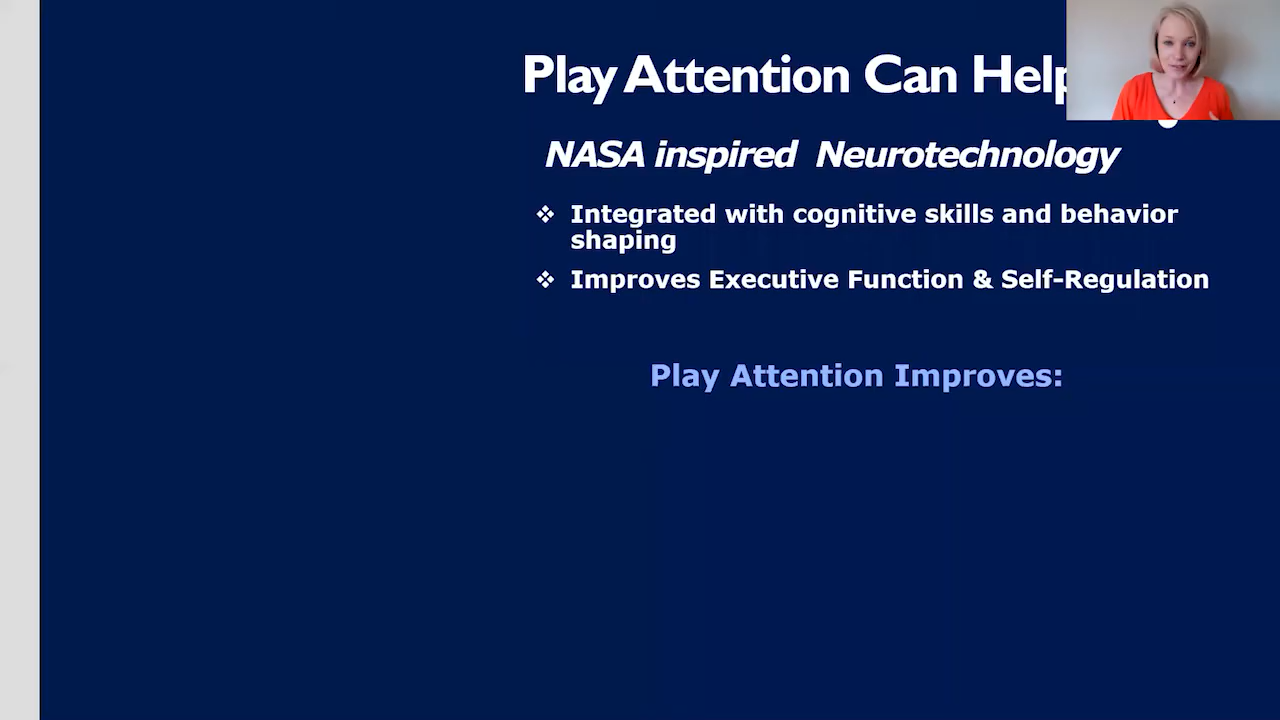 Play Attention Can Help
NASA inspired Neurotechnology
❖ Integrated with cognitive skills and behavior
shaping
❖ Improves Executive Function & Self-Regulation
Play Attention Improves: